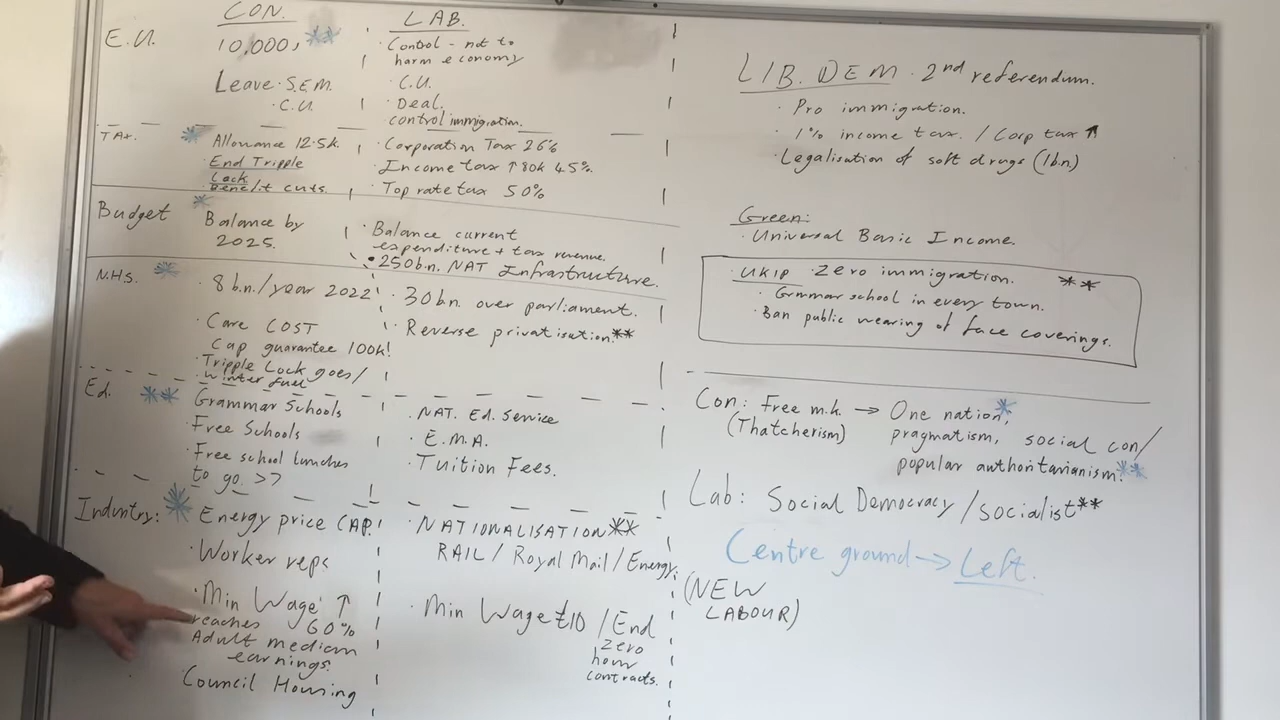 CON.
LAB.
E.U.
10,000's **
· Control - not to
harm economy
Leave · S.E.M.
· C.U.
· C.U.
· Deal.
control immigration.
TAX.
* Allowance 12.5k.
· End Tripple
Lock
· benefit cuts.
· Corporation Tax 26%
· Income tax ↑ 80k 45%.
· Top rate tax 50%
Budget
* Balance by
2025.
· Balance current
expenditure + tax revenue.
· 250bn. NAT Infrastructure.
N.H.S. *
· 8 b.n./year 2022'
· Care COST
Cap guarantee 100k!
· Tripple Lock goes/
· winter fuel
· 30bn. over parliament.
· Reverse privatisation.**
Ed. **
· Grammar Schools
· Free Schools
· Free school lunches
to go. >>
· NAT. Ed. Service
· E.M.A.
· Tuition Fees.
Industry: *
· Energy price CAP!
· Worker reps
· Min Wage ↑
reaches 60%
Adult medium
earnings.
· Council Housing
· NATIONALISATION **
RAIL / Royal Mail / Energy.
· Min Wage £10 / End
zero
hour
contracts.
LIB. DEM · 2nd referendum.
· Pro immigration.
· 1% income tax. / Corp tax ↑
· Legalisation of soft drugs (1b.n.)
Green:
· Universal Basic Income.
· UKIP · Zero immigration. **
· Grammar school in every town.
· Ban public wearing of face coverings.
Con: Free m.k. → One nation, *
(Thatcherism) pragmatism, social con/
popular authoritarianism. **
Lab: Social Democracy / socialist **
Centre ground → Left.
(NEW
LABOUR)